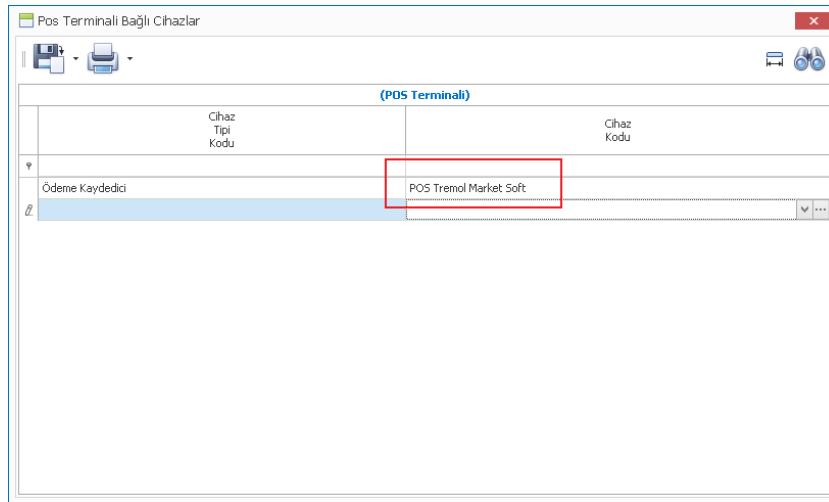 Pos Terminali Bağlı Cihazlar
(POS Terminali)
Cihaz
Tipi
Kodu
Cihaz
Kodu
Ödeme Kaydedici
POS Tremol Market Soft